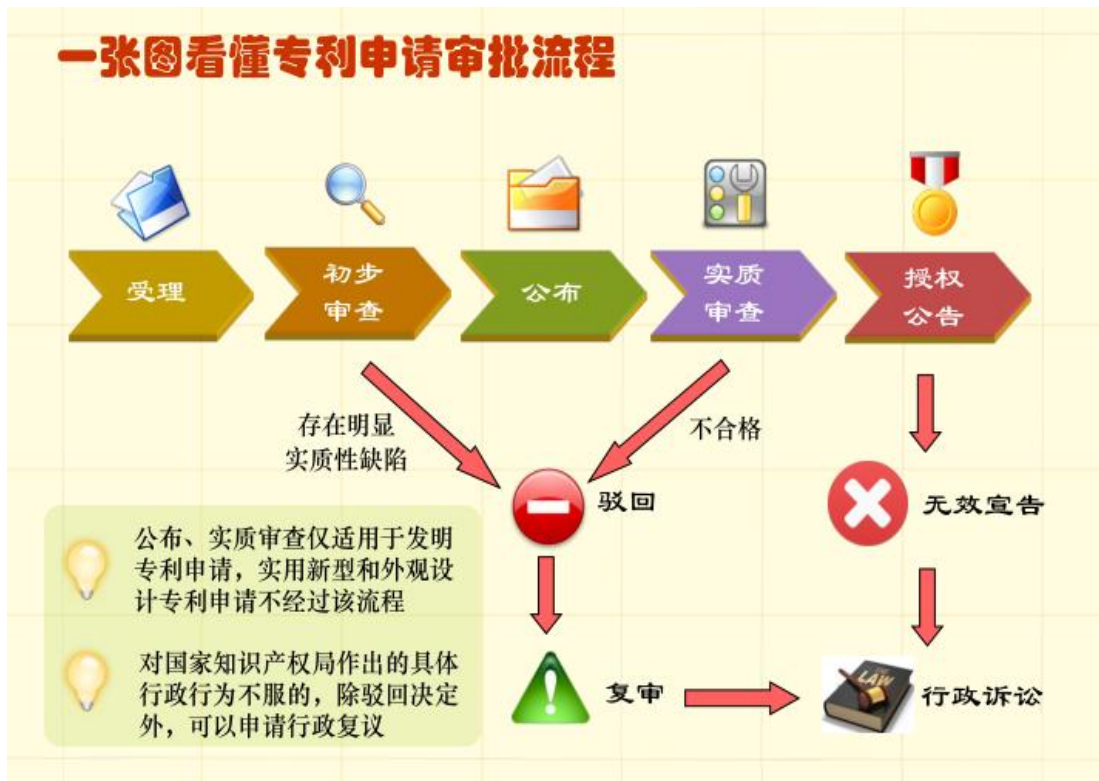 一张图看懂专利申请审批流程
受理
初步
审查
公布
实质
审查
授权
公告
存在明显
实质性缺陷
不合格
驳回
无效宣告
公布、实质审查仅适用于发明
专利申请，实用新型和外观设
计专利申请不经过该流程
对国家知识产权局作出的具体
行政行为不服的，除驳回决定
外，可以申请行政复议
复审
LAW
行政诉讼